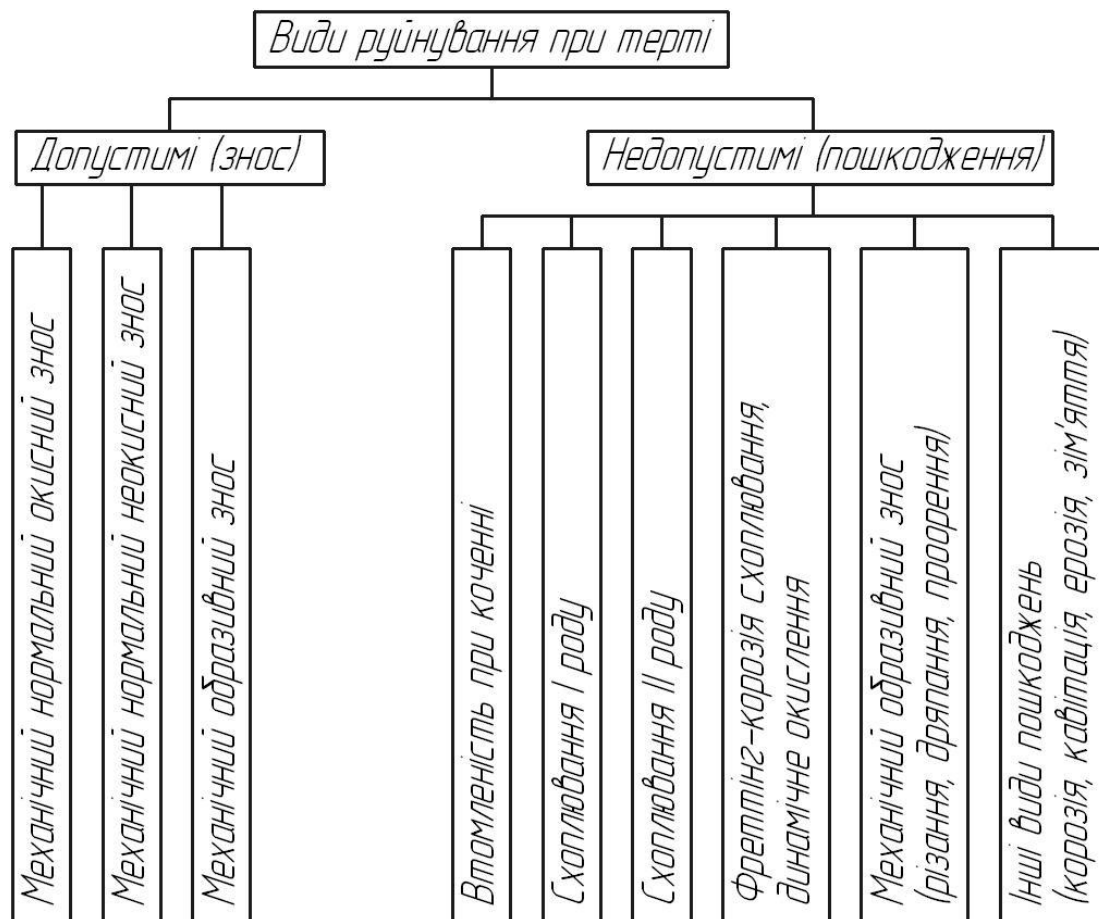 Види руйнування при терті
Допустимі (знос)
Недопустимі (пошкодження)
Механічний нормальний окисний знос
Механічний нормальний неокисний знос
Механічний образивний знос
Втомленість при коченні
Схоплювання I роду
Схоплювання II роду
Фреттінг-корозія схоплювання,
динамічне окислення
Механічний образивний знос
(різання, дряпання, проорення)
Інші види пошкоджень
(корозія, кавітація, ерозія, зім'яття)